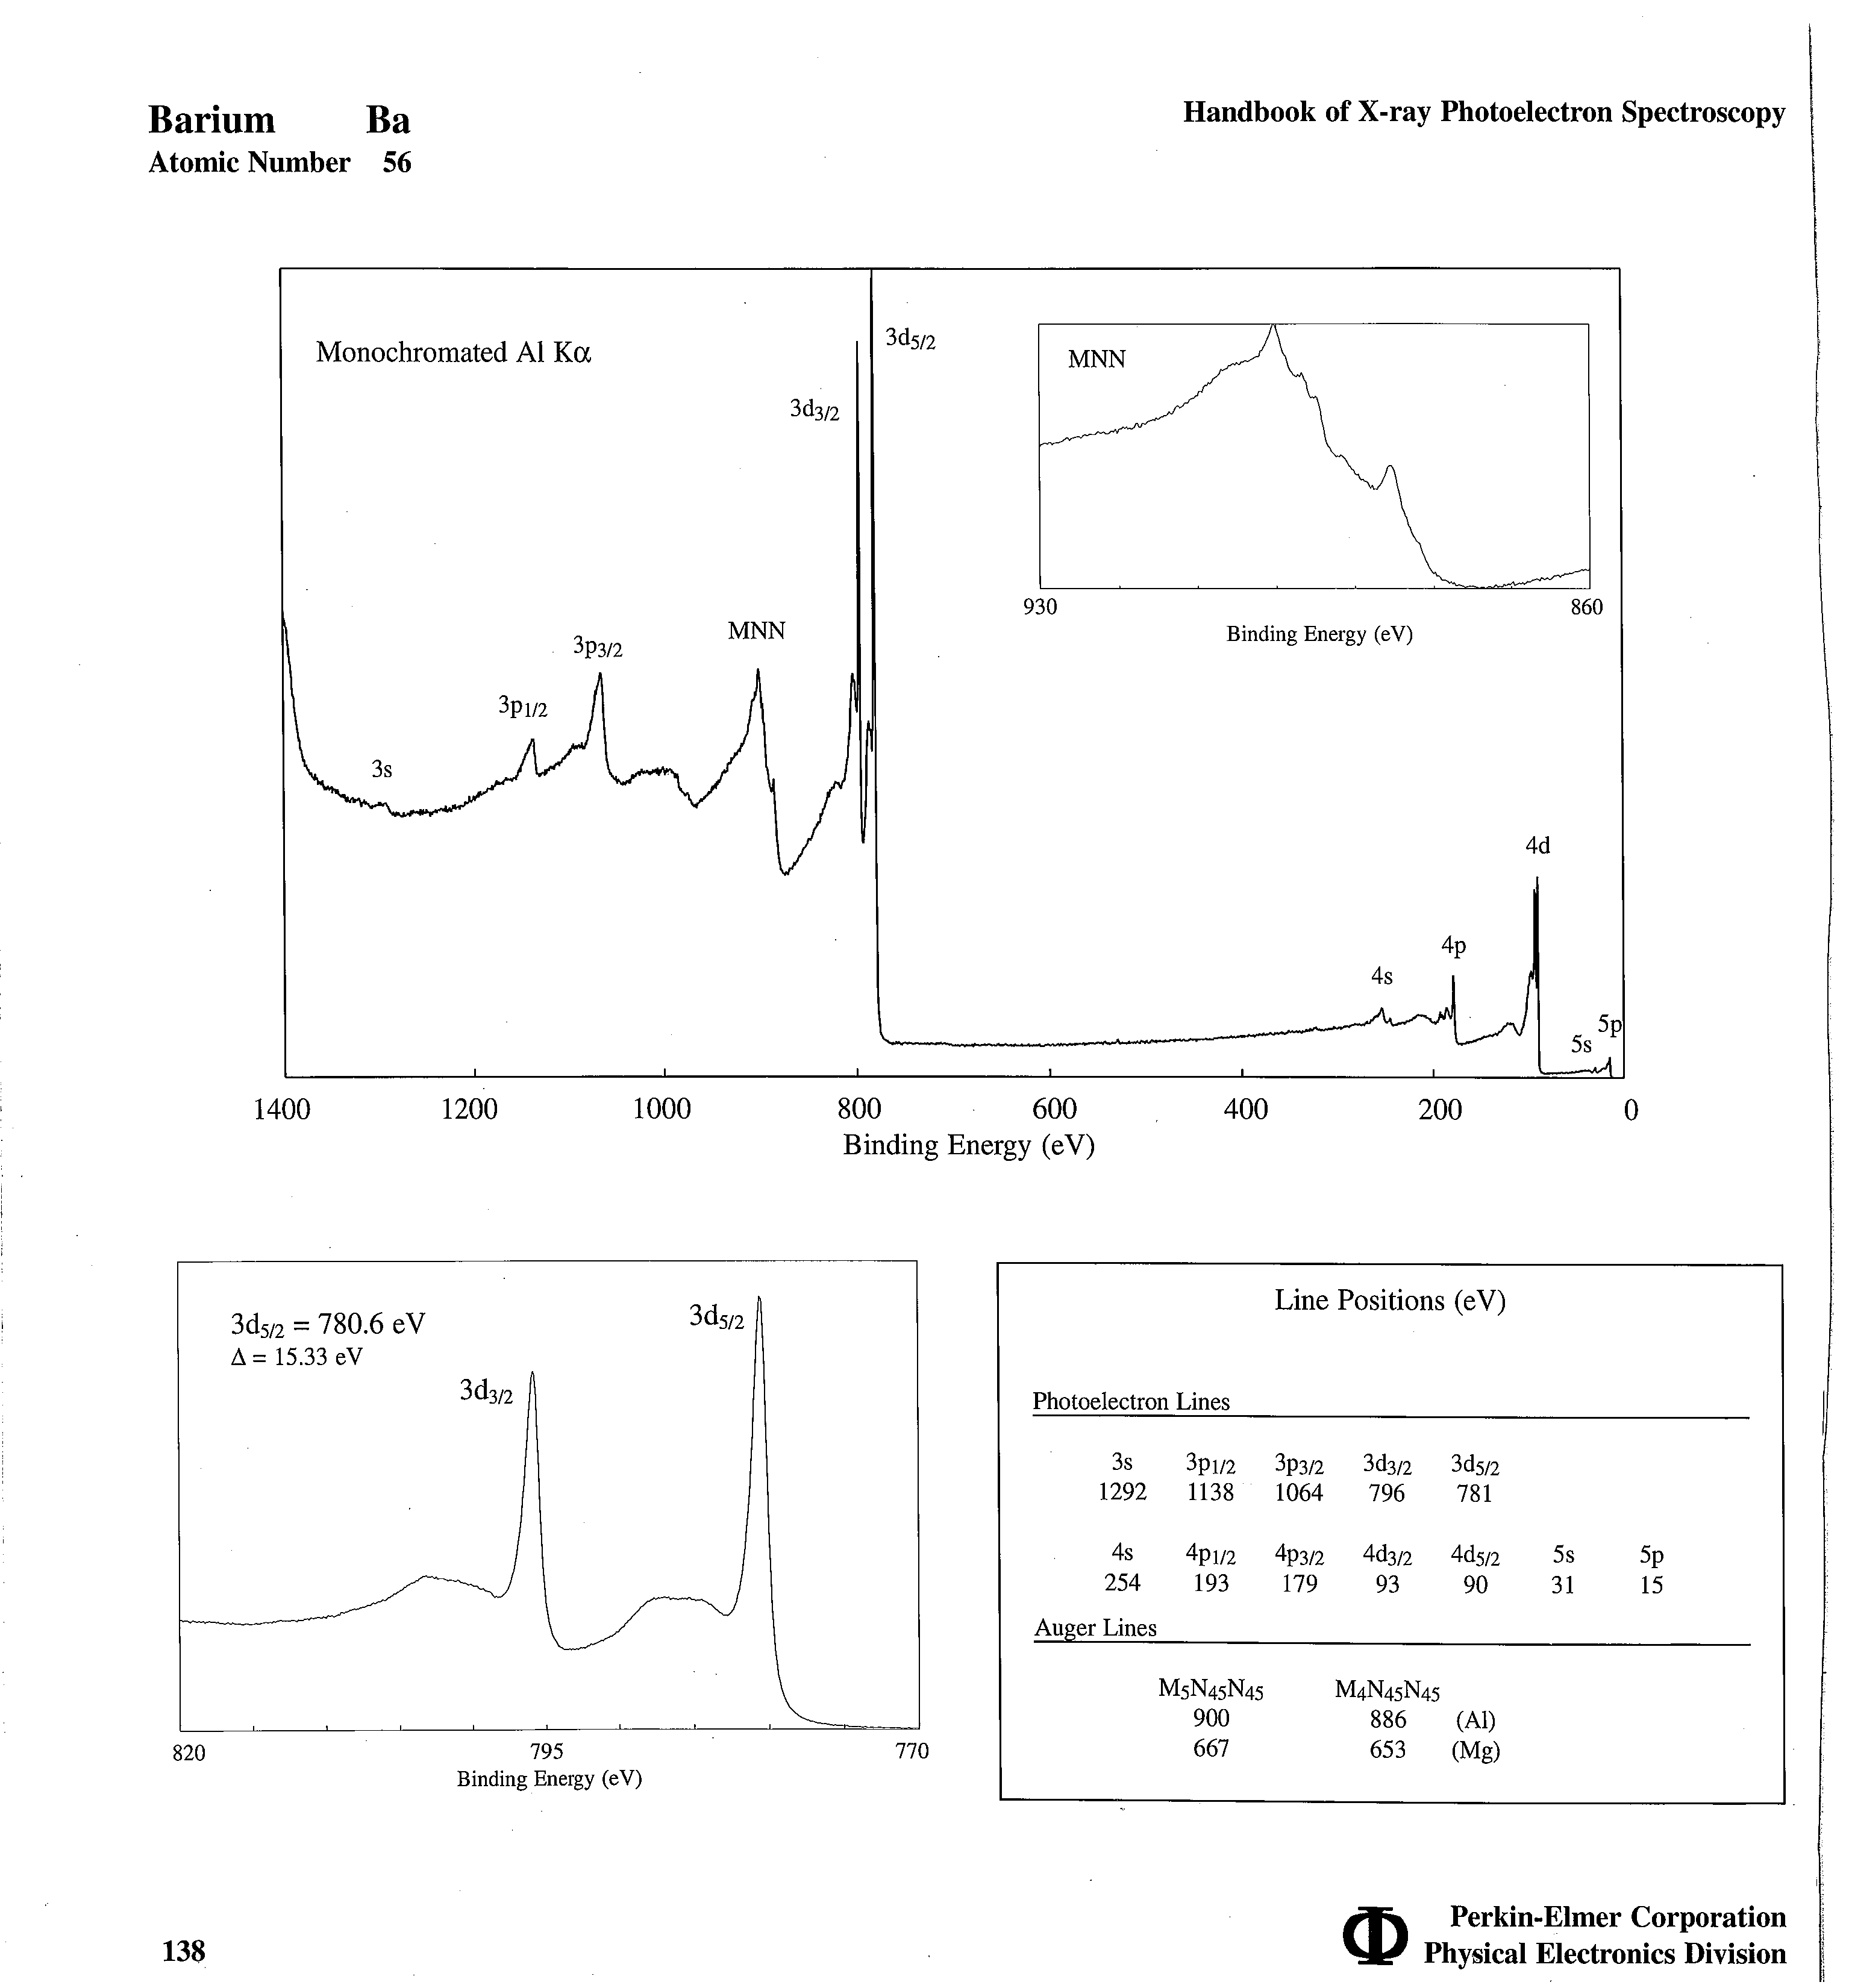 Barium Ba
Handbook of X-ray Photoelectron Spectroscopy
Atomic Number 56
Monochromated Al Kα
3d5/2
3d3/2
MNN
3p3/2
3p1/2
3s
MNN
930 860
Binding Energy (eV)
4d
4p
4s
5p
5s
1400 1200 1000 800 600 400 200 0
Binding Energy (eV)
3d5/2 = 780.6 eV
Δ = 15.33 eV
3d5/2
3d3/2
820 795 770
Binding Energy (eV)
Line Positions (eV)
Photoelectron Lines
3s 3p1/2 3p3/2 3d3/2 3d5/2
1292 1138 1064 796 781
4s 4p1/2 4p3/2 4d3/2 4d5/2 5s 5p
254 193 179 93 90 31 15
Auger Lines
M5N45N45 M4N45N45
900 886 (Al)
667 653 (Mg)
138
Φ Perkin-Elmer Corporation
Physical Electronics Division